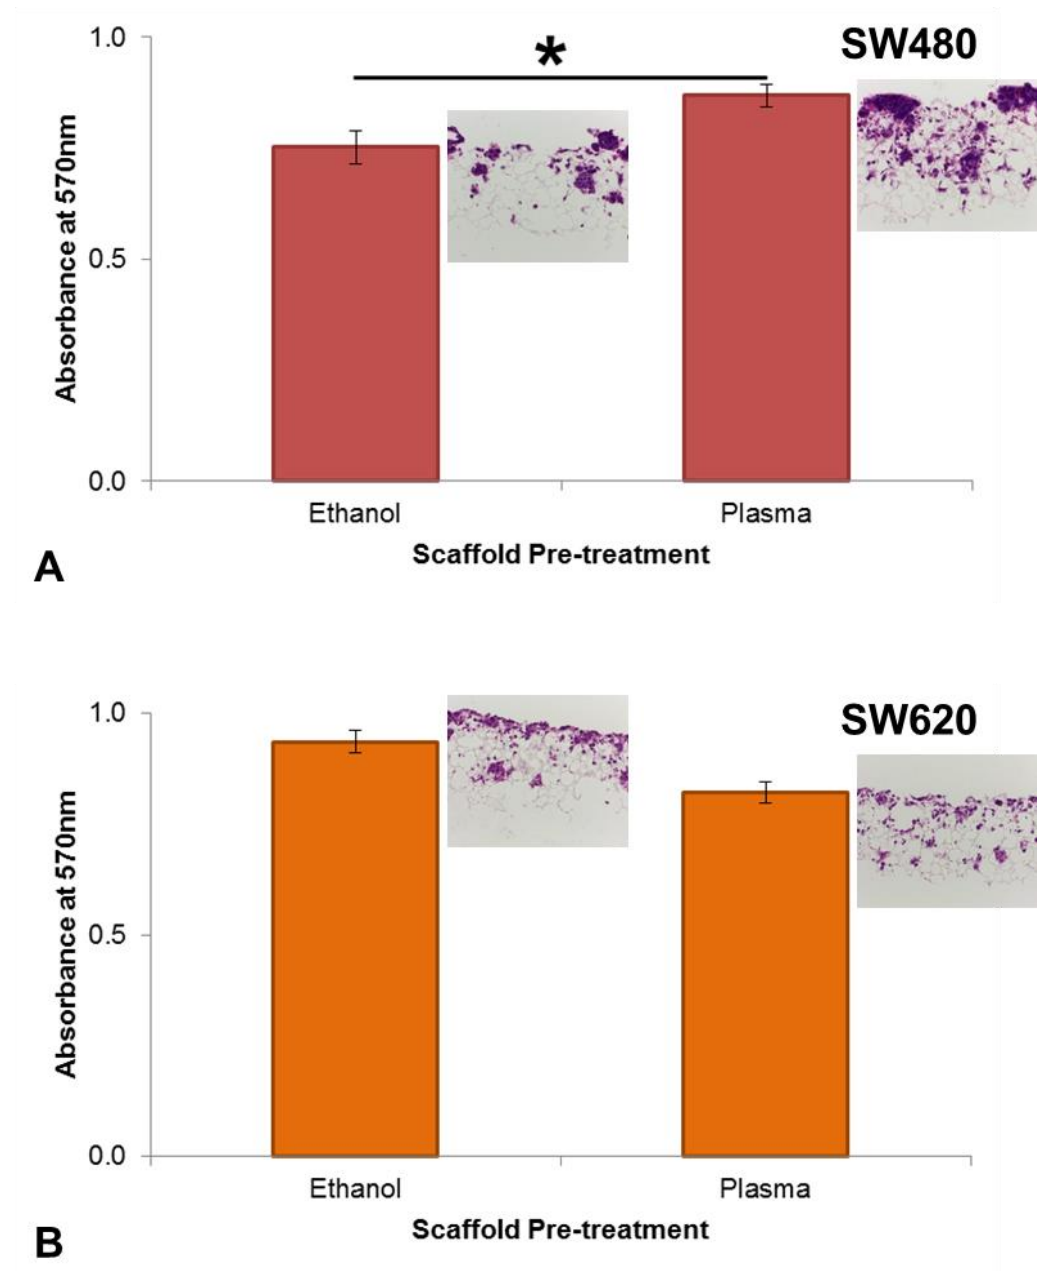 SW480
*
1.0
0.5
0.0
Absorbance at 570nm
Ethanol
Plasma
Scaffold Pre-treatment
A
SW620
1.0
0.5
0.0
Absorbance at 570nm
Ethanol
Plasma
Scaffold Pre-treatment
B